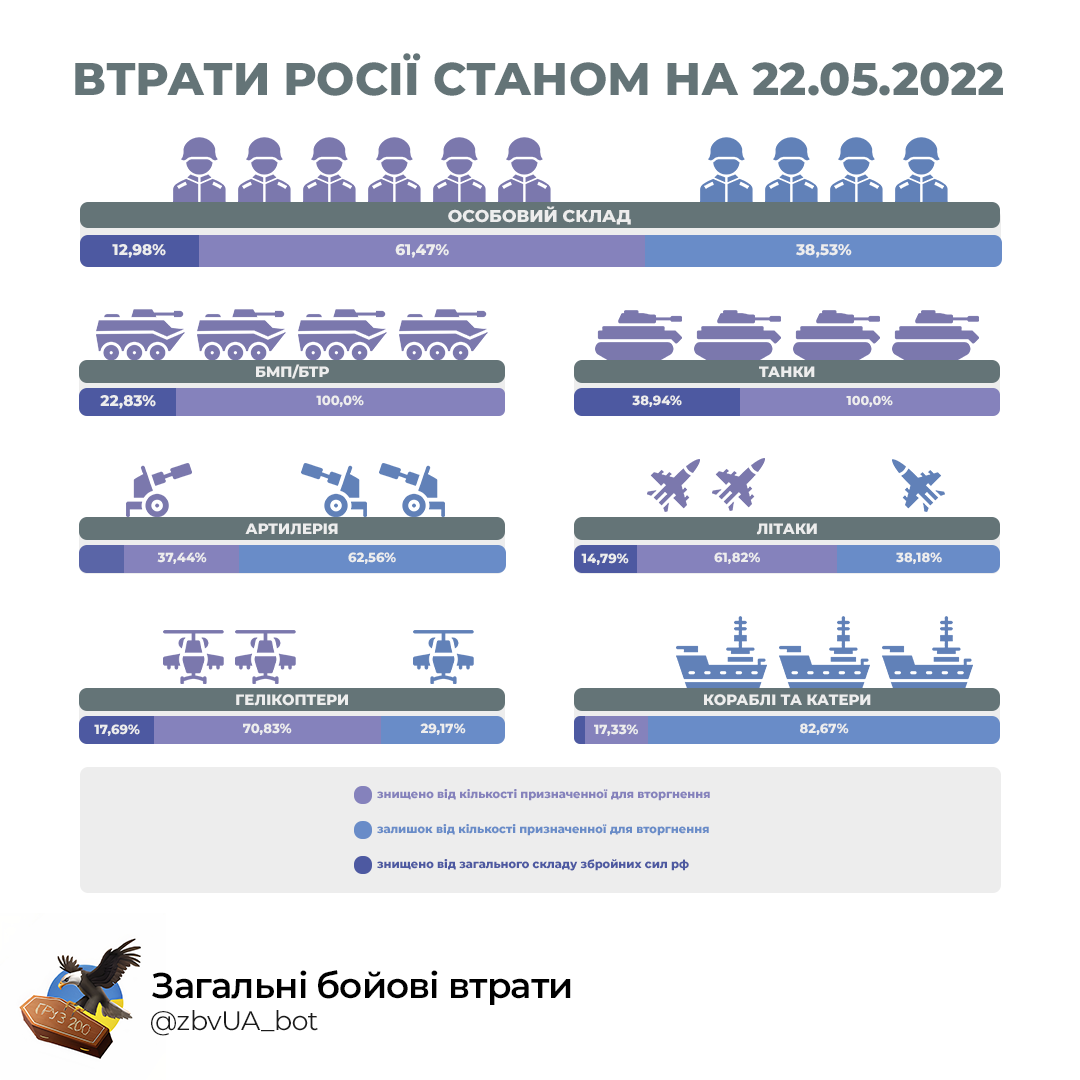 ВТРАТИ РОСІЇ СТАНОМ НА 22.05.2022
ОСОБОВИЙ СКЛАД
12,98% 61,47% 38,53%
БМП/БТР
22,83% 100,0%
ТАНКИ
38,94% 100,0%
АРТИЛЕРІЯ
37,44% 62,56%
ЛІТАКИ
14,79% 61,82% 38,18%
ГЕЛІКОПТЕРИ
17,69% 70,83% 29,17%
КОРАБЛІ ТА КАТЕРИ
17,33% 82,67%
знищено від кількості призначенної для вторгнення
залишок від кількості призначенної для вторгнення
знищено від загального складу збройних сил рф
ГРУЗ 200
Загальні бойові втрати
@zbvUA_bot